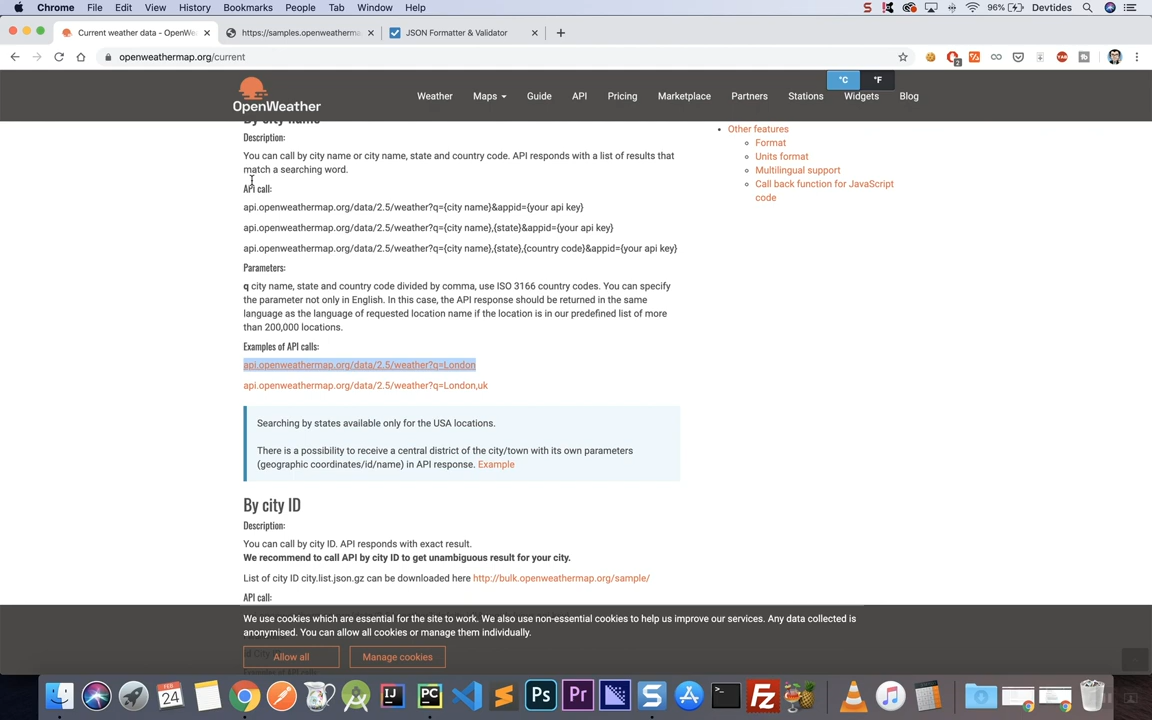 Chrome File Edit View History Bookmarks People Tab Window Help 96% Devtides
Current weather data - OpenWe
https://samples.openweatherma
JSON Formatter & Validator
openweathermap.org/current
OpenWeather
Weather Maps Guide API Pricing Marketplace Partners Stations Widgets Blog
°C °F
By city name
Description:
You can call by city name or city name, state and country code. API responds with a list of results that
match a searching word.
API call:
api.openweathermap.org/data/2.5/weather?q={city name}&appid={your api key}
api.openweathermap.org/data/2.5/weather?q={city name},{state}&appid={your api key}
api.openweathermap.org/data/2.5/weather?q={city name},{state},{country code}&appid={your api key}
Parameters:
q city name, state and country code divided by comma, use ISO 3166 country codes. You can specify
the parameter not only in English. In this case, the API response should be returned in the same
language as the language of requested location name if the location is in our predefined list of more
than 200,000 locations.
Examples of API calls:
api.openweathermap.org/data/2.5/weather?q=London
api.openweathermap.org/data/2.5/weather?q=London,uk
Searching by states available only for the USA locations.
There is a possibility to receive a central district of the city/town with its own parameters
(geographic coordinates/id/name) in API response. Example
By city ID
Description:
You can call by city ID. API responds with exact result.
We recommend to call API by city ID to get unambiguous result for your city.
List of city ID city.list.json.gz can be downloaded here http://bulk.openweathermap.org/sample/
API call:
Other features
Format
Units format
Multilingual support
Call back function for JavaScript
code
We use cookies which are essential for the site to work. We also use non-essential cookies to help us improve our services. Any data collected is
anonymised. You can allow all cookies or manage them individually.
Allow all
Manage cookies
FEB
24
IJ
PC
Ps
Pr
S
Fz